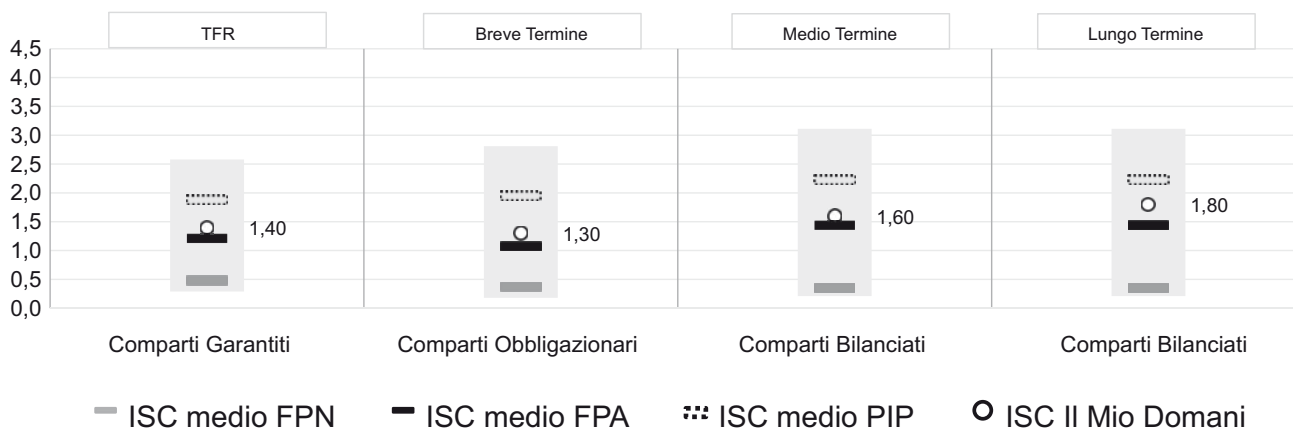 TFR Breve Termine Medio Termine Lungo Termine
4,5
4,0
3,5
3,0
2,5
2,0
1,5
1,0
0,5
0,0
1,40 1,30 1,60 1,80
Comparti Garantiti Comparti Obbligazionari Comparti Bilanciati Comparti Bilanciati
ISC medio FPN ISC medio FPA ISC medio PIP ISC Il Mio Domani